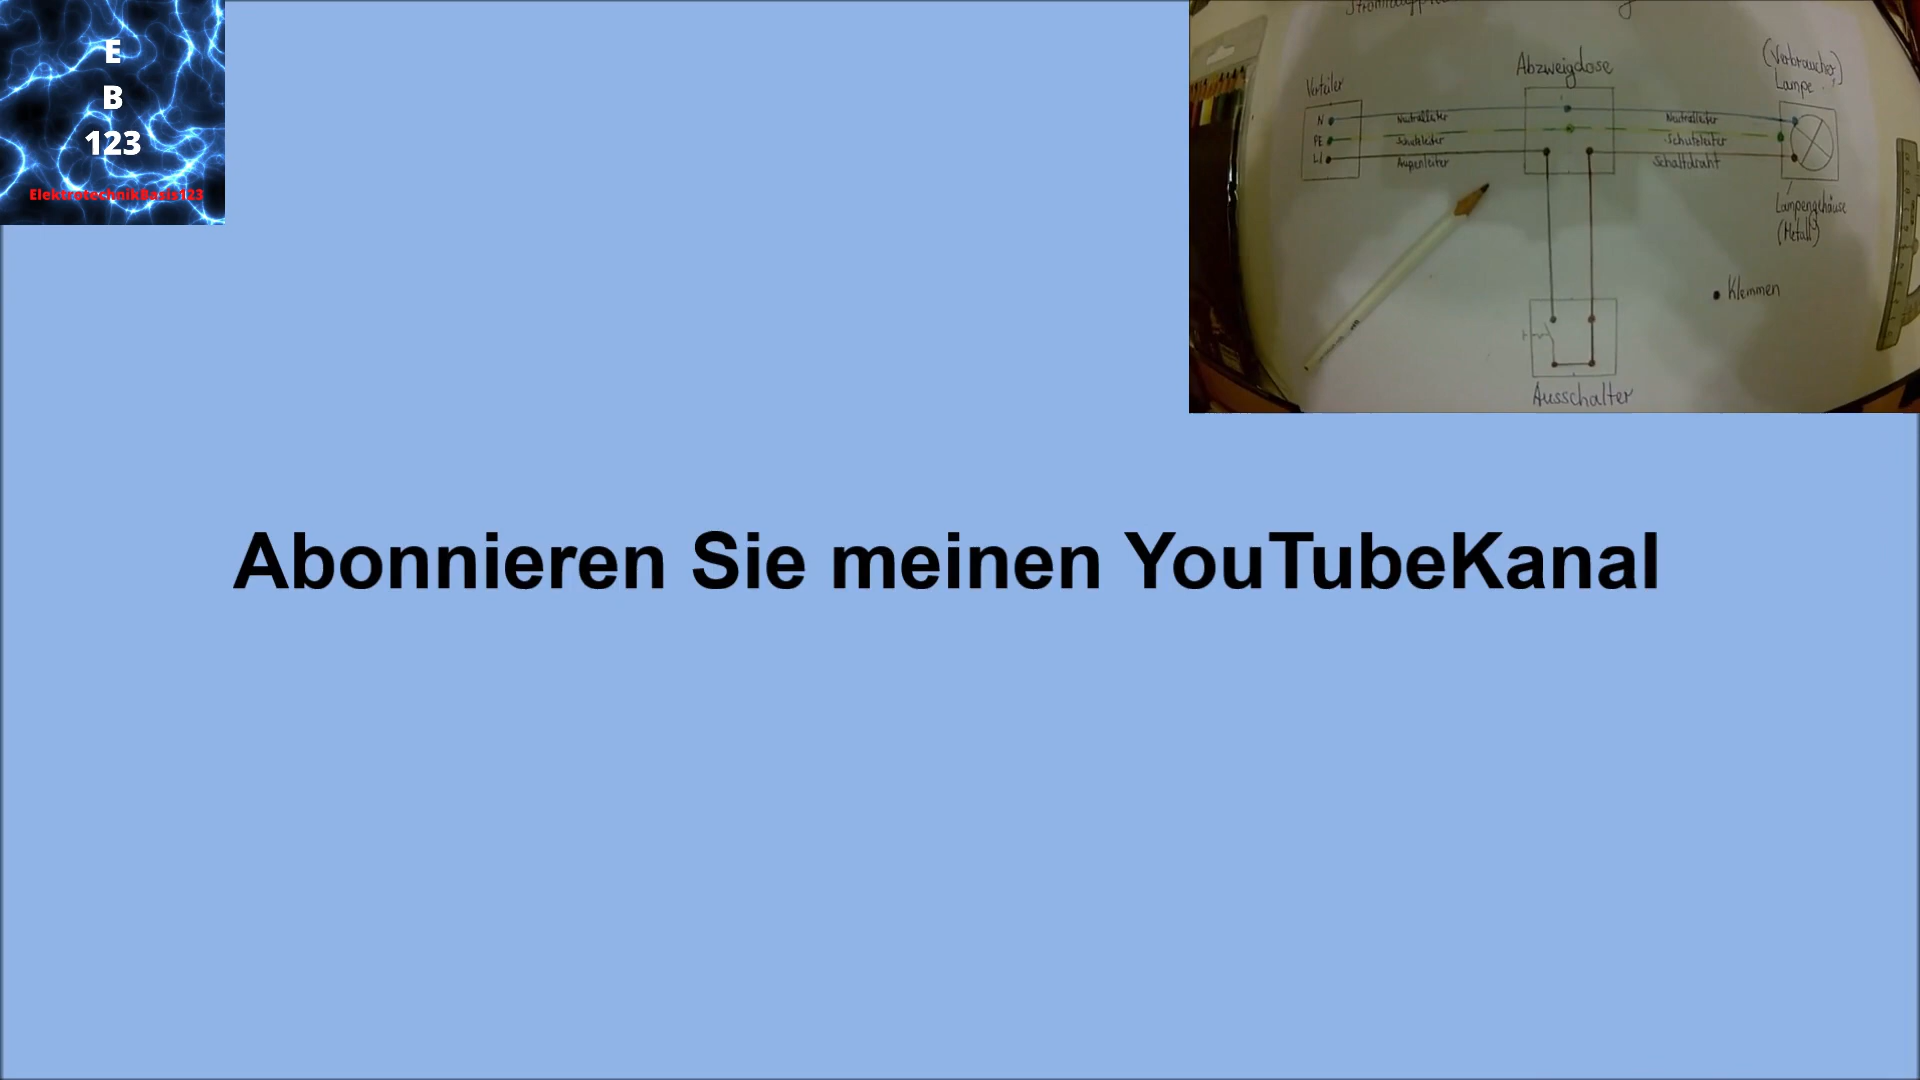 E
B
123
ElektrotechnikBasis123
Abzweigdose
(Verbraucher)
Lampe
Verteiler
N
Neutralleiter
Neutralleiter
PE
Schutzleiter
Schutzleiter
L1
Außenleiter
Schaltdraht
Lampengehäuse
(Metall)
Klemmen
Ausschalter
Abonnieren Sie meinen YouTubeKanal